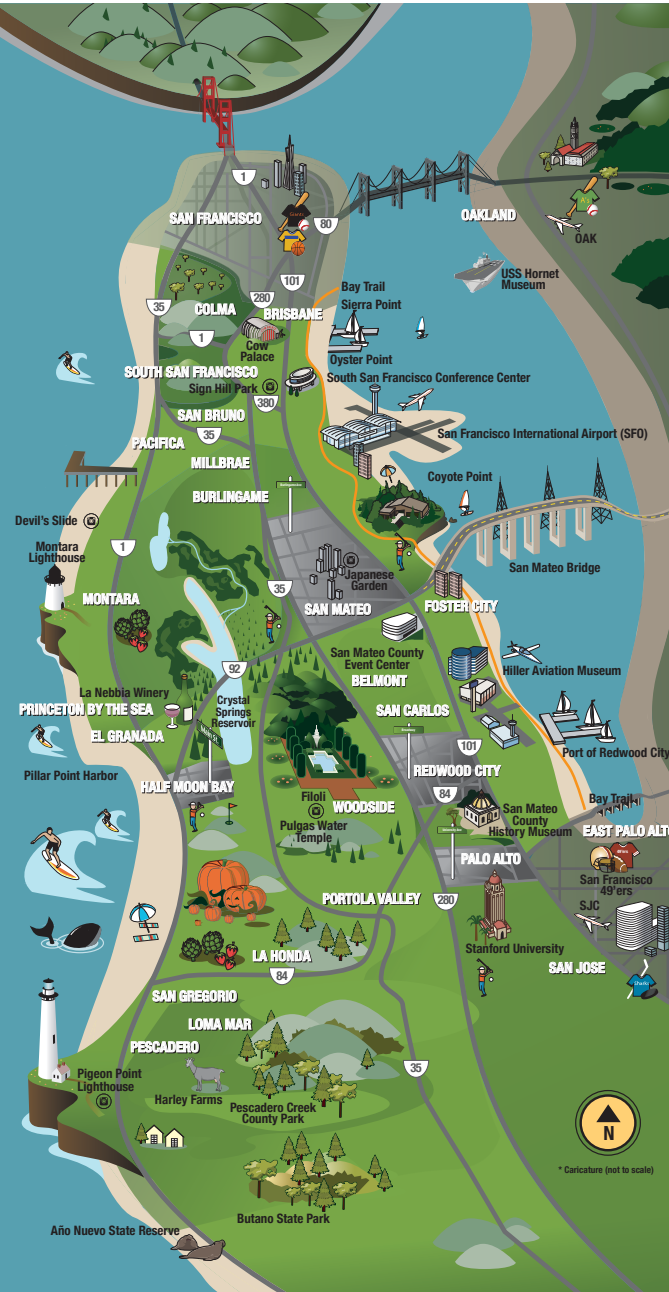 1
SAN FRANCISCO
Giants
80
OAKLAND
A's
OAK
USS Hornet
Museum
101
280
Bay Trail
35
COLMA
BRISBANE
Sierra Point
1
Cow
Palace
Oyster Point
SOUTH SAN FRANCISCO
South San Francisco Conference Center
Sign Hill Park
380
SAN BRUNO
35
San Francisco International Airport (SFO)
PACIFICA
MILLBRAE
Coyote Point
BURLINGAME
Devil's Slide
1
Montara
Lighthouse
San Mateo Bridge
Japanese
Garden
35
MONTARA
SAN MATEO
FOSTER CITY
San Mateo County
Event Center
92
Hiller Aviation Museum
BELMONT
La Nebbia Winery
Crystal
Springs
Reservoir
PRINCETON BY THE SEA
SAN CARLOS
EL GRANADA
Main St
101
Port of Redwood City
Pillar Point Harbor
REDWOOD CITY
HALF MOON BAY
84
Filoli
WOODSIDE
Bay Trail
San Mateo
County
History Museum
Pulgas Water
Temple
EAST PALO ALT
PALO ALTO
San Francisco
49'ers
PORTOLA VALLEY
280
SJC
Stanford University
LA HONDA
84
SAN JOSE
Sharks
SAN GREGORIO
LOMA MAR
PESCADERO
35
Pigeon Point
Lighthouse
Harley Farms
Pescadero Creek
County Park
N
* Caricature (not to scale)
Butano State Park
Año Nuevo State Reserve